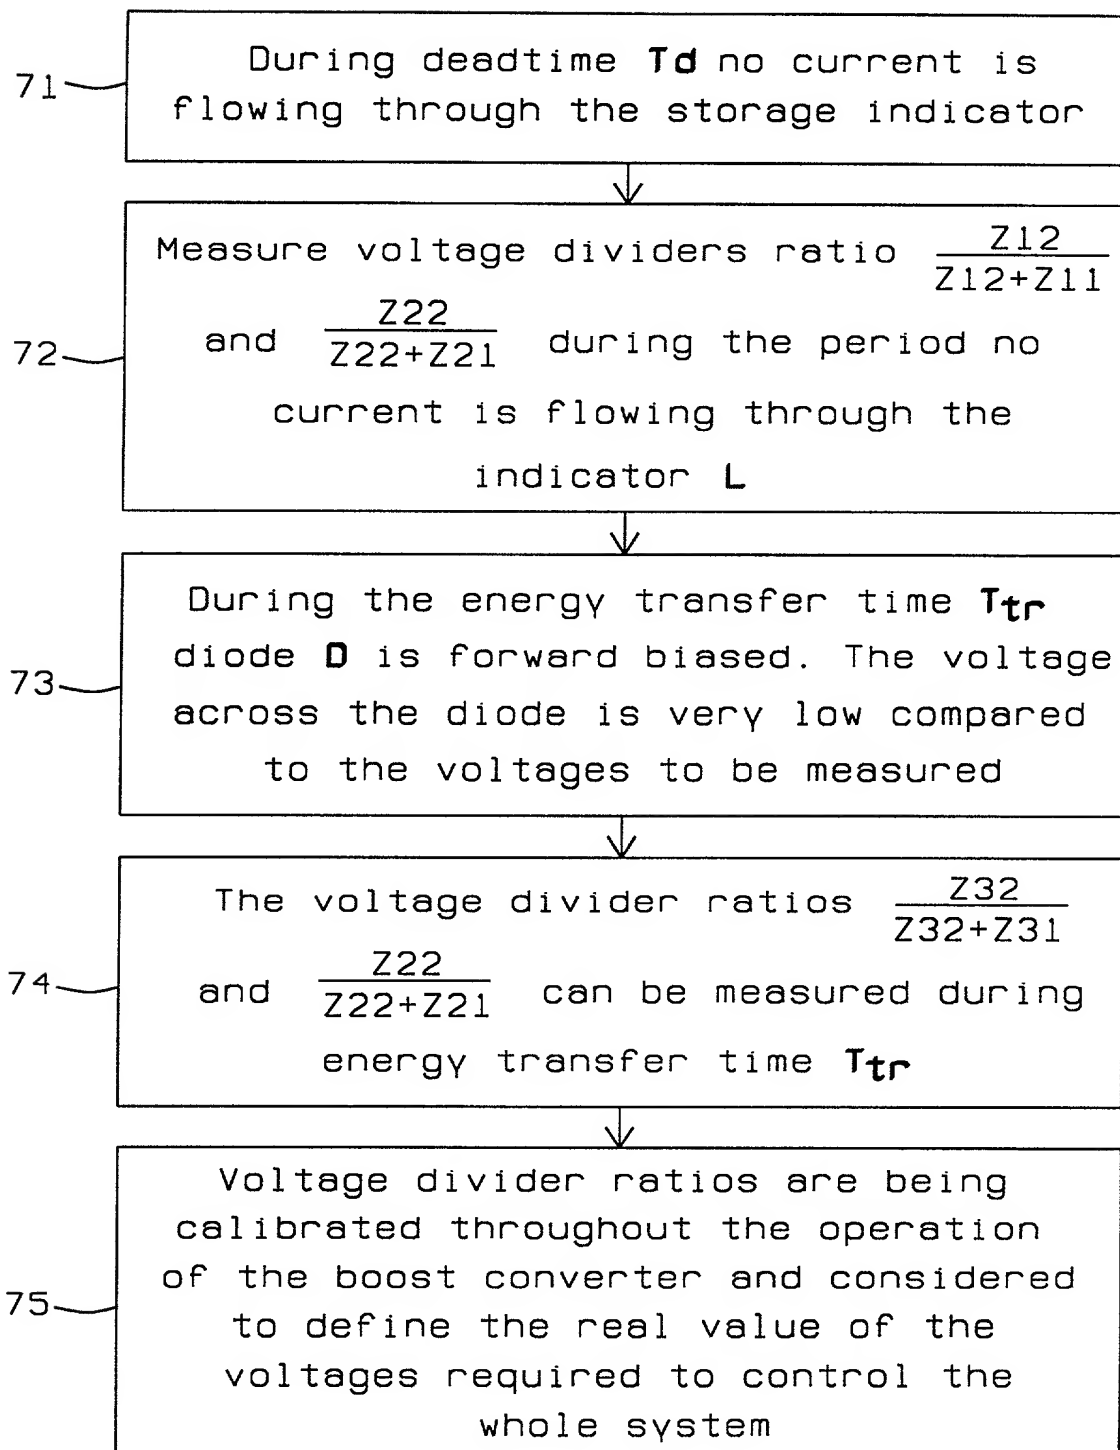 71
During deadtime Td no current is
flowing through the storage indicator
Measure voltage dividers ratio Z12/Z12+Z11
72
and Z22/Z22+Z21 during the period no
current is flowing through the
indicator L
During the energy transfer time Ttr
73
diode D is forward biased. The voltage
across the diode is very low compared
to the voltages to be measured
The voltage divider ratios Z32/Z32+Z31
74
and Z22/Z22+Z21 can be measured during
energy transfer time Ttr
Voltage divider ratios are being
calibrated throughout the operation
of the boost converter and considered
75
to define the real value of the
voltages required to control the
whole system